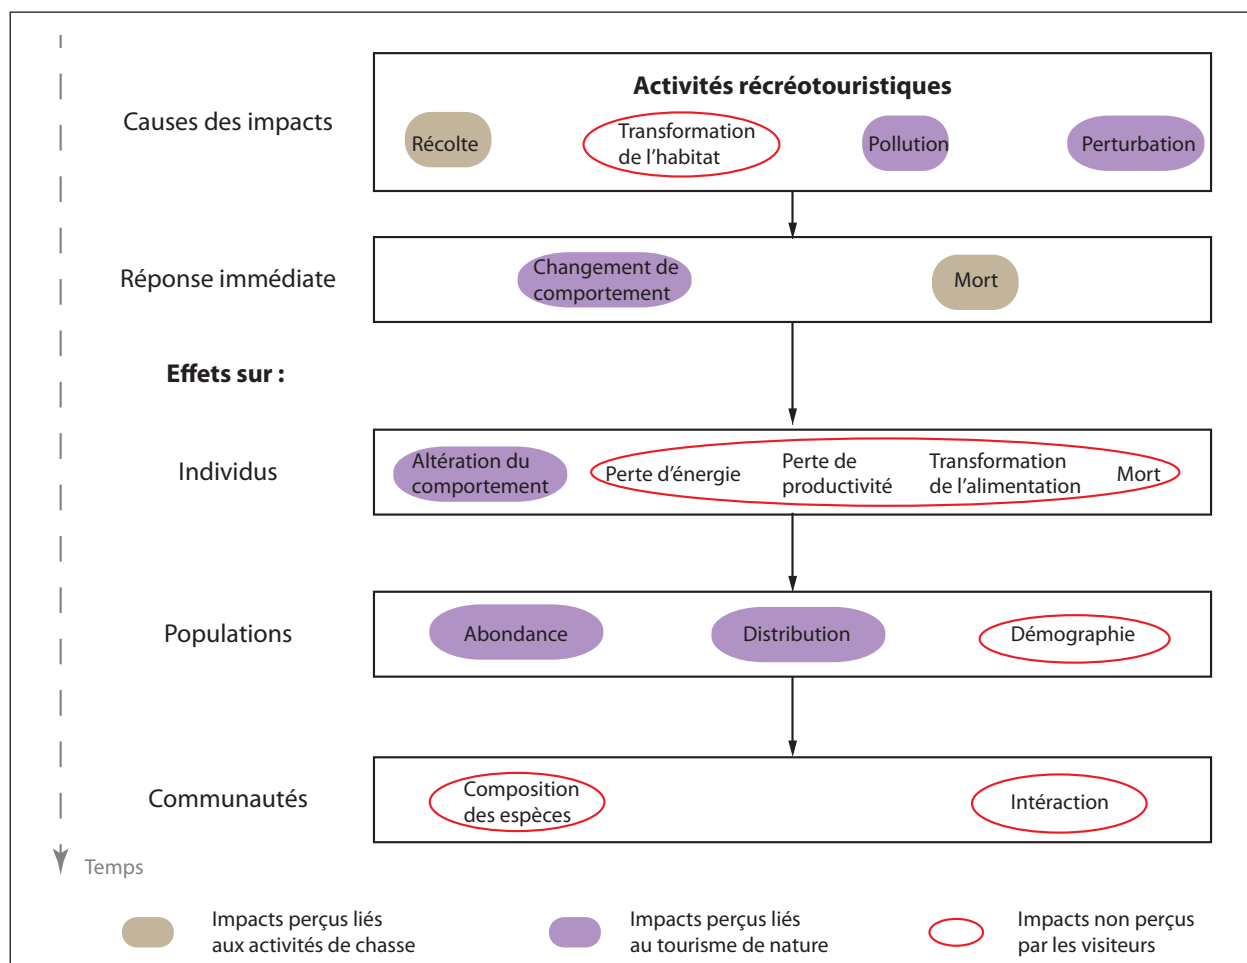 Activités récréotouristiques
Causes des impacts
Récolte
Transformation
de l'habitat
Pollution
Perturbation
Réponse immédiate
Changement de
comportement
Mort
Effets sur :
Individus
Altération du
comportement
Perte d'énergie
Perte de
productivité
Transformation
de l'alimentation
Mort
Populations
Abondance
Distribution
Démographie
Communautés
Composition
des espèces
Intéraction
Temps
Impacts perçus liés
aux activités de chasse
Impacts perçus liés
au tourisme de nature
Impacts non perçus
par les visiteurs